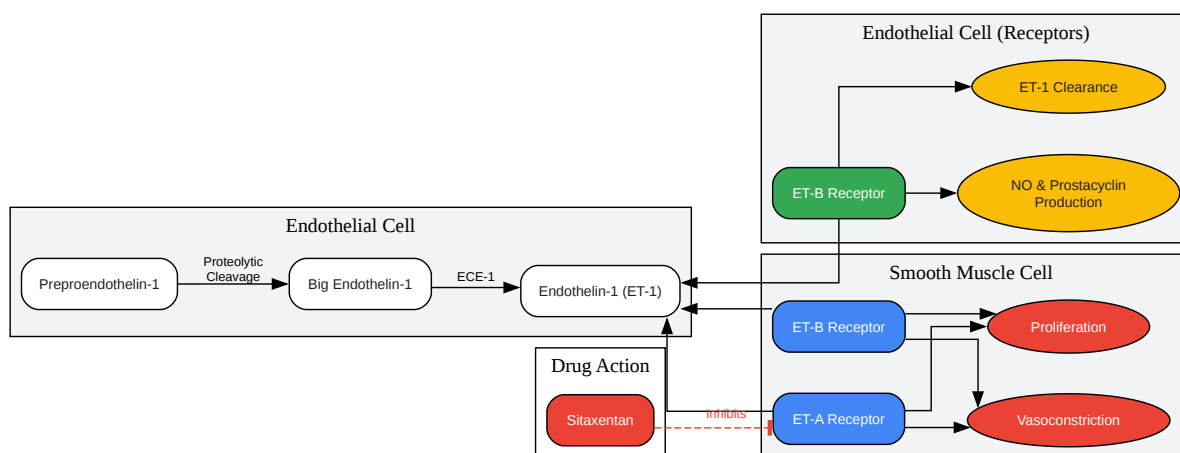 Endothelial Cell (Receptors)
ET-1 Clearance
ET-B Receptor
NO & Prostacyclin
Production
Endothelial Cell
Preproendothelin-1
Proteolytic
Cleavage
Big Endothelin-1
ECE-1
Endothelin-1 (ET-1)
Smooth Muscle Cell
ET-B Receptor
Proliferation
ET-A Receptor
Vasoconstriction
Drug Action
Sitaxentan
Inhibits